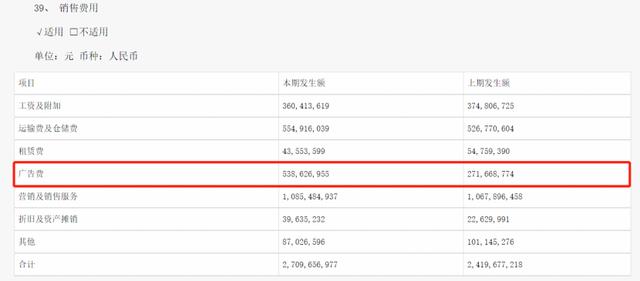 39、 销售费用
√适用 □不适用
单位：元 币种：人民币
项目 本期发生额 上期发生额
工资及附加 360,413,619 374,806,725
运输费及仓储费 554,916,039 526,770,604
租赁费 43,553,599 54,759,390
广告费 538,626,955 271,668,774
营销及销售服务 1,085,484,937 1,067,896,458
折旧及资产摊销 39,635,232 22,629,991
其他 87,026,596 101,145,276
合计 2,709,656,977 2,419,677,218